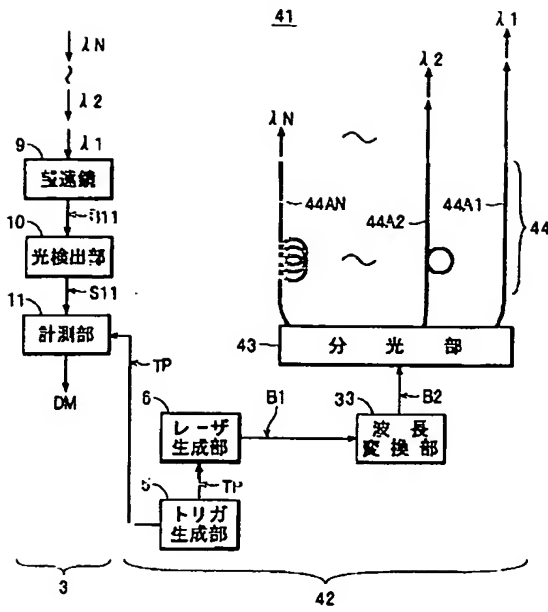 41
λN
λ2
λ1
λN
λ2
λ1
9
望遠鏡
B11
10
光検出部
S11
11
計測部
DM
TP
44AN
44A2
44A1
44
43
分光部
B2
6
レーザ
生成部
B1
33
波長
変換部
TP
5
トリガ
生成部
3
42